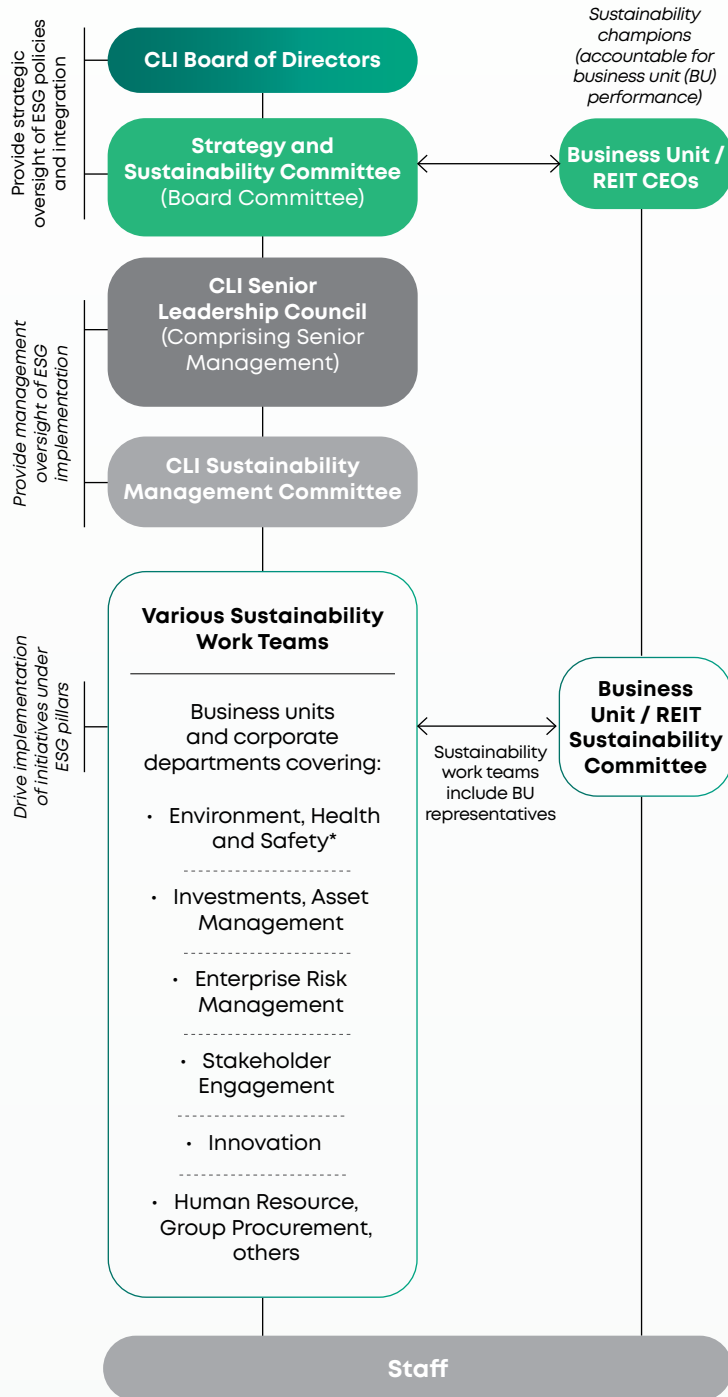 Provide strategic
oversight of ESG policies
and integration
CLI Board of Directors
Sustainability
champions
(accountable for
business unit (BU)
performance)
Strategy and
Sustainability Committee
(Board Committee)
Business Unit /
REIT CEOs
Provide management
oversight of ESG
implementation
CLI Senior
Leadership Council
(Comprising Senior
Management)
CLI Sustainability
Management Committee
Drive implementation
of initiatives under
ESG pillars
Various Sustainability
Work Teams
Business units
and corporate
departments covering:
• Environment, Health
and Safety*
• Investments, Asset
Management
• Enterprise Risk
Management
• Stakeholder
Engagement
• Innovation
• Human Resource,
Group Procurement,
others
Sustainability
work teams
include BU
representatives
Business
Unit / REIT
Sustainability
Committee
Staff